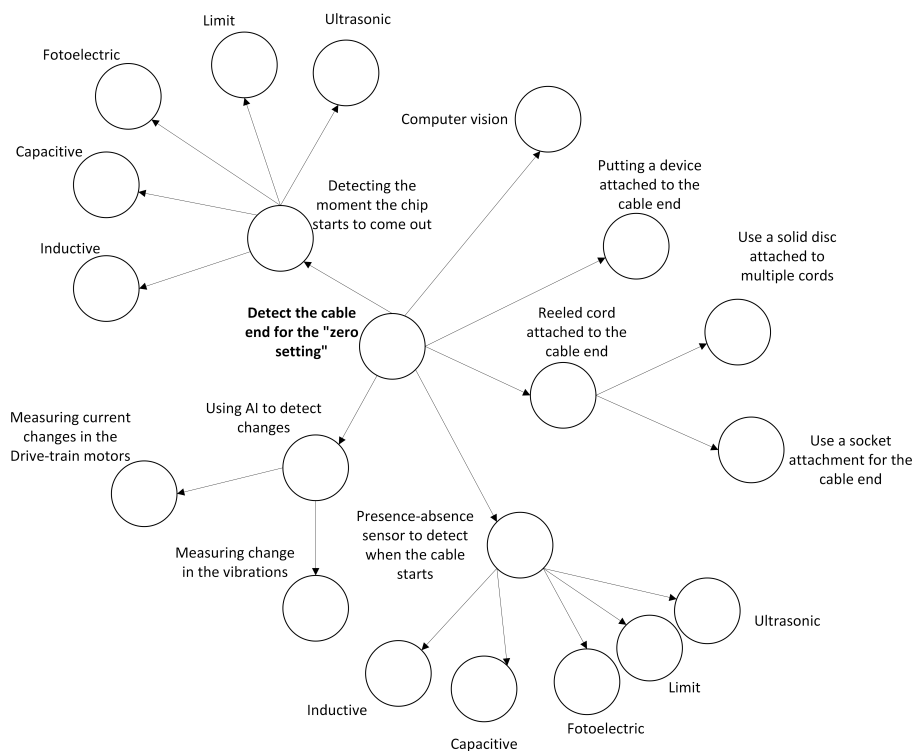 Ultrasonic
Limit
Fotoelectric
Computer vision
Capacitive
Putting a device
attached to the
cable end
Detecting the
moment the chip
starts to come out
Use a solid disc
attached to
multiple cords
Inductive
Detect the cable
end for the "zero
setting"
Reeled cord
attached to the
cable end
Using AI to detect
changes
Measuring current
changes in the
Drive-train motors
Use a socket
attachment for the
cable end
Presence-absence
sensor to detect
when the cable
starts
Measuring change
in the vibrations
Ultrasonic
Limit
Inductive
Fotoelectric
Capacitive